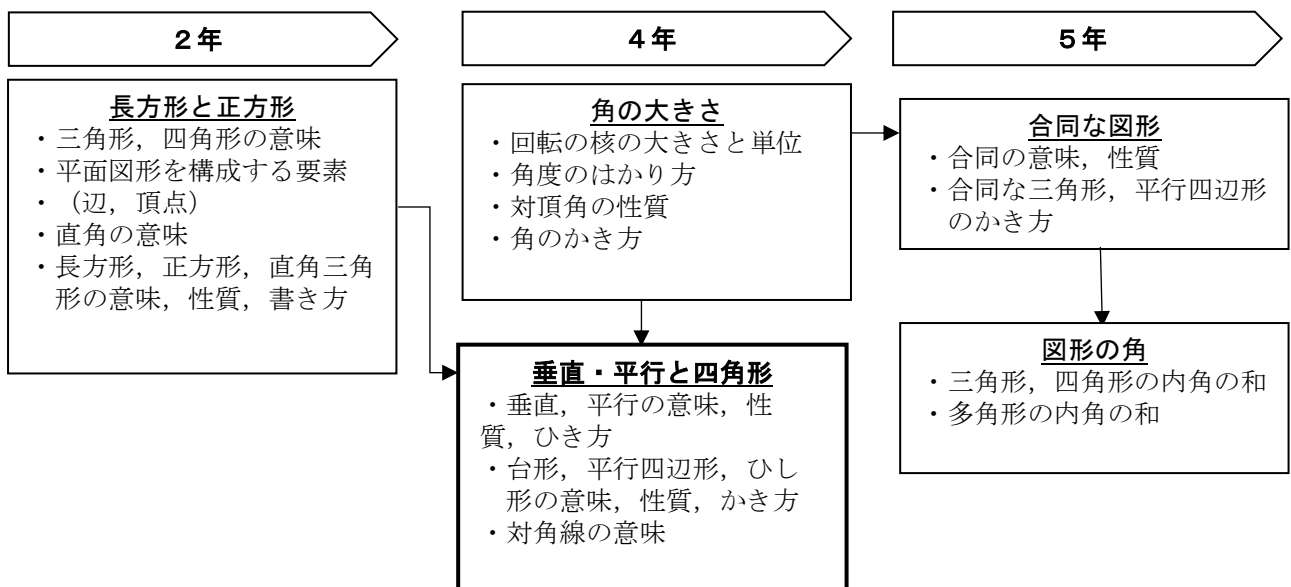 2年
4年
5年
長方形と正方形
・三角形，四角形の意味
・平面図形を構成する要素
・（辺，頂点）
・直角の意味
・長方形，正方形，直角三角
形の意味，性質，書き方
角の大きさ
・回転の核の大きさと単位
・角度のはかり方
・対頂角の性質
・角のかき方
垂直・平行と四角形
・垂直，平行の意味，性
質，ひき方
・台形，平行四辺形，ひし
形の意味，性質，かき方
・対角線の意味
合同な図形
・合同の意味，性質
・合同な三角形，平行四辺形
のかき方
図形の角
・三角形，四角形の内角の和
・多角形の内角の和